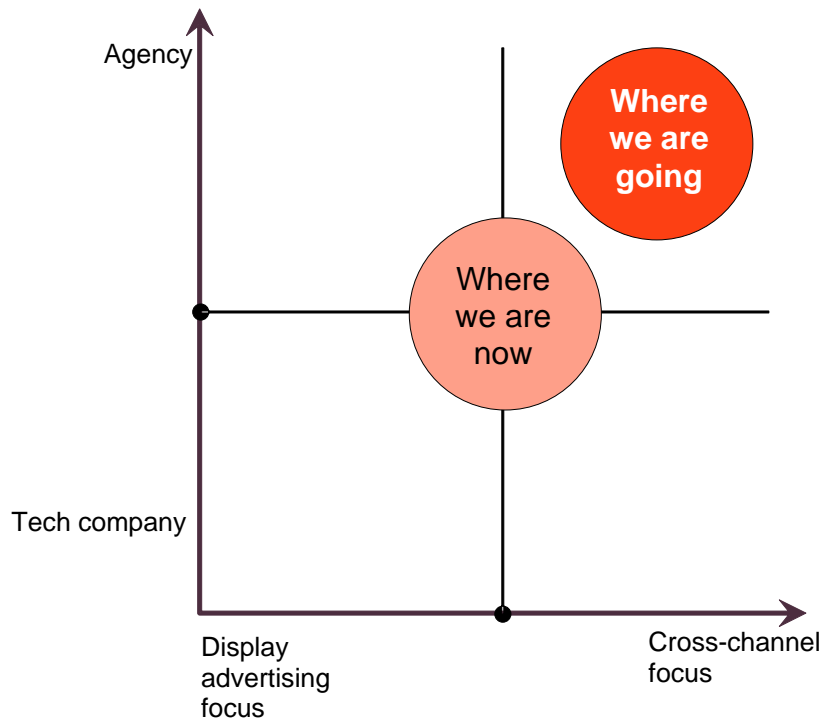 Agency
Where
we are
going
Where
we are
now
Tech company
Display
advertising
focus
Cross-channel
focus